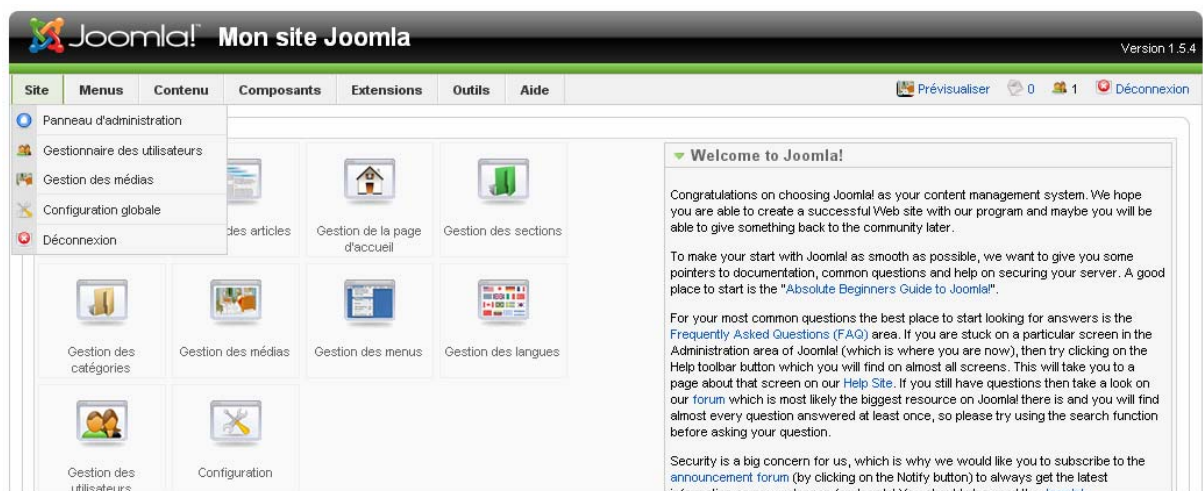 Joomla!™ Mon site Joomla
Version 1.5.4
Site Menus Contenu Composants Extensions Outils Aide Prévisualiser 0 1 Déconnexion
Panneau d'administration
Gestionnaire des utilisateurs
Gestion des médias
Configuration globale
Déconnexion
des articles
Gestion de la page
d'accueil
Gestion des sections
Gestion des
catégories
Gestion des médias
Gestion des menus
Gestion des langues
Gestion des
utilisateurs
Configuration
Welcome to Joomla!
Congratulations on choosing Joomla! as your content management system. We hope
you are able to create a successful Web site with our program and maybe you will be
able to give something back to the community later.
To make your start with Joomla! as smooth as possible, we want to give you some
pointers to documentation, common questions and help on securing your server. A good
place to start is the "Absolute Beginners Guide to Joomla!".
For your most common questions the best place to start looking for answers is the
Frequently Asked Questions (FAQ) area. If you are stuck on a particular screen in the
Administration area of Joomla! (which is where you are now), then try clicking on the
Help toolbar button which you will find on almost all screens. This will take you to a
page about that screen on our Help Site. If you still have questions then take a look on
our forum which is most likely the biggest resource on Joomla! there is and you will find
almost every question answered at least once, so please try using the search function
before asking your question.
Security is a big concern for us, which is why we would like you to subscribe to the
announcement forum (by clicking on the Notify button) to always get the latest